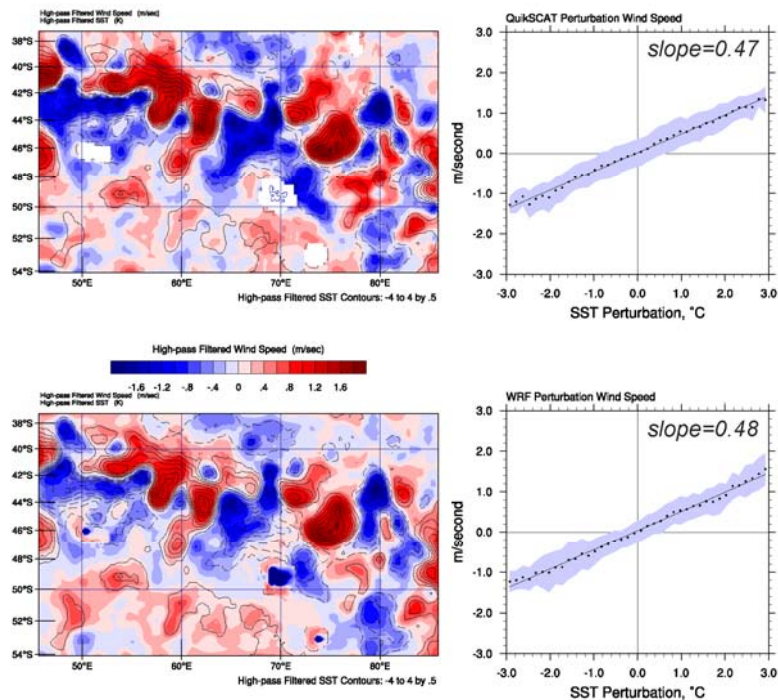 High-pass Filtered Wind Speed (m/sec)
High-pass Filtered SST (K)
38°S
40°S
42°S
44°S
46°S
48°S
50°S
52°S
54°S
50°E
60°E
70°E
80°E
High-pass Filtered SST Contours: -4 to 4 by .5
QuikSCAT Perturbation Wind Speed
slope=0.47
3.0
2.0
1.0
0.0
-1.0
-2.0
-3.0
m/second
-3.0 -2.0 -1.0 0.0 1.0 2.0 3.0
SST Perturbation, °C
High-pass Filtered Wind Speed (m/sec)
-1.6 -1.2 -.8 -.4 0 .4 .8 1.2 1.6
High-pass Filtered Wind Speed (m/sec)
High-pass Filtered SST (K)
38°S
40°S
42°S
44°S
46°S
48°S
50°S
52°S
54°S
50°E
60°E
70°E
80°E
High-pass Filtered SST Contours: -4 to 4 by .5
WRF Perturbation Wind Speed
slope=0.48
3.0
2.0
1.0
0.0
-1.0
-2.0
-3.0
m/second
-3.0 -2.0 -1.0 0.0 1.0 2.0 3.0
SST Perturbation, °C